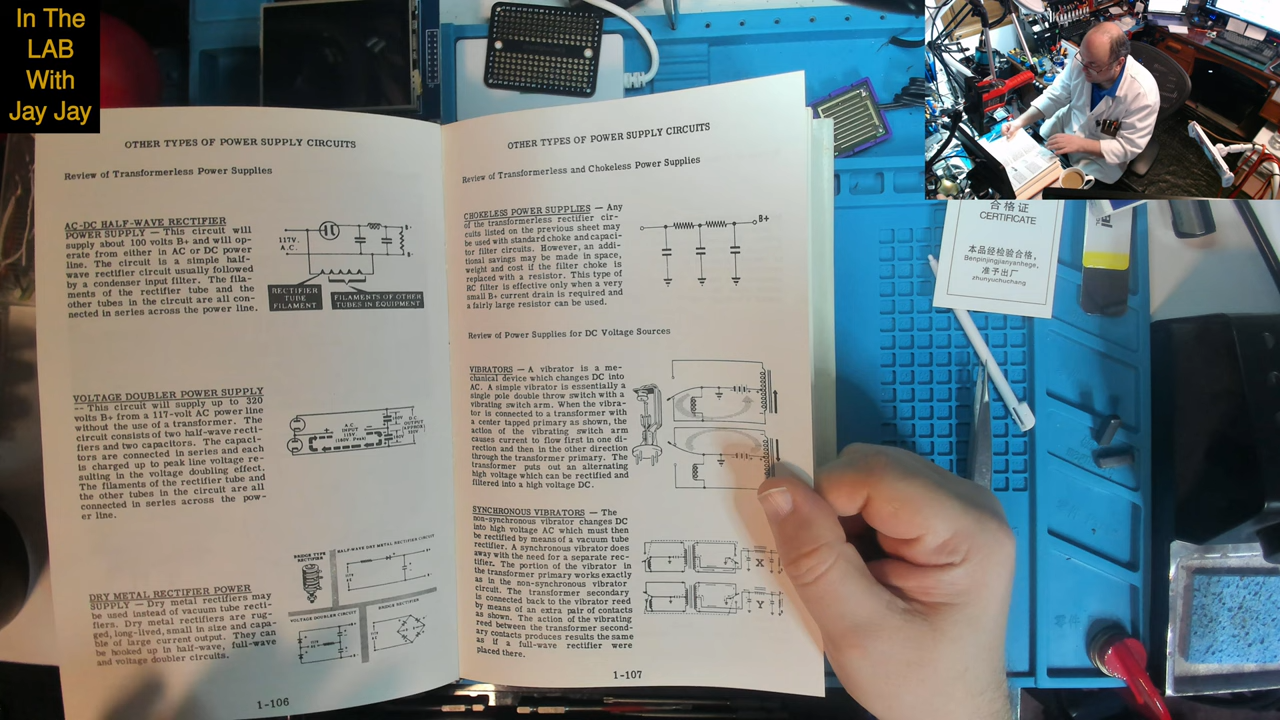 In The
LAB
With
Jay Jay
OTHER TYPES OF POWER SUPPLY CIRCUITS
Review of Transformerless Power Supplies
AC-DC HALF-WAVE RECTIFIER
POWER SUPPLY — This circuit will
supply about 100 volts B+ and will op-
erate from either in AC or DC power
line. The circuit is a simple half-
wave rectifier circuit usually followed
by a condenser input filter. The fila-
ments of the rectifier tube and the
other tubes in the circuit are all con-
nected in series across the power line.
117V.
A.C.
RECTIFIER
TUBE
FILAMENT
FILAMENTS OF OTHER
TUBES IN EQUIPMENT
VOLTAGE DOUBLER POWER SUPPLY
-- This circuit will supply up to 320
volts B+ from a 117-volt AC power line
without the use of a transformer. The
circuit consists of two half-wave recti-
fiers and two capacitors. The capaci-
tors are connected in series and each
is charged up to peak line voltage re-
sulting in the voltage doubling effect.
The filaments of the rectifier tube and
the other tubes in the circuit are all
connected in series across the pow-
er line.
A.C.
INPUT
D.C.
OUTPUT
DRY METAL RECTIFIER POWER
SUPPLY — Dry metal rectifiers may
be used instead of vacuum tube recti-
fiers. Dry metal rectifiers are rug-
ged, long-lived, small in size and capa-
ble of large current output. They can
be hooked up in half-wave, full-wave
and voltage doubler circuits.
BRIDGE TYPE
RECTIFIER
HALF-WAVE DRY METAL RECTIFIER CIRCUIT
VOLTAGE DOUBLER CIRCUIT
BRIDGE RECTIFIER
1-106
OTHER TYPES OF POWER SUPPLY CIRCUITS
Review of Transformerless and Chokeless Power Supplies
CHOKELESS POWER SUPPLIES — Any
of the transformerless rectifier cir-
cuits listed on the previous sheet may
be used with standard choke and capaci-
tor filter circuits. However, an addi-
tional savings may be made in space,
weight and cost if the filter choke is
replaced with a resistor. This type of
RC filter is effective only when a very
small B+ current drain is required and
a fairly large resistor can be used.
B+
Review of Power Supplies for DC Voltage Sources
VIBRATORS — A vibrator is a me-
chanical device which changes DC into
AC. A simple vibrator is essentially a
single pole double throw switch with a
vibrating switch arm. When the vibra-
tor is connected to a transformer with
a center tapped primary as shown, the
action of the vibrating switch arm
causes current to flow first in one di-
rection and then in the other direction
through the transformer primary. The
transformer puts out an alternating
high voltage which can be rectified and
filtered into a high voltage DC.
SYNCHRONOUS VIBRATORS — The
non-synchronous vibrator changes DC
into high voltage AC which must then
be rectified by means of a vacuum tube
rectifier. A synchronous vibrator does
away with the need for a separate rec-
tifier. The portion of the vibrator in
the transformer primary works exactly
as in the non-synchronous vibrator
circuit. The transformer secondary
is connected back to the vibrator reed
by means of an extra pair of contacts
as shown. The action of the vibrating
reed between the transformer second-
ary contacts produces results the same
as if a full-wave rectifier were
placed there.
X
Y
1-107
合格证
CERTIFICATE
本品经检验合格,
Benpinjingjianyanhege,
准予出厂
zhunyuchuchang
零件